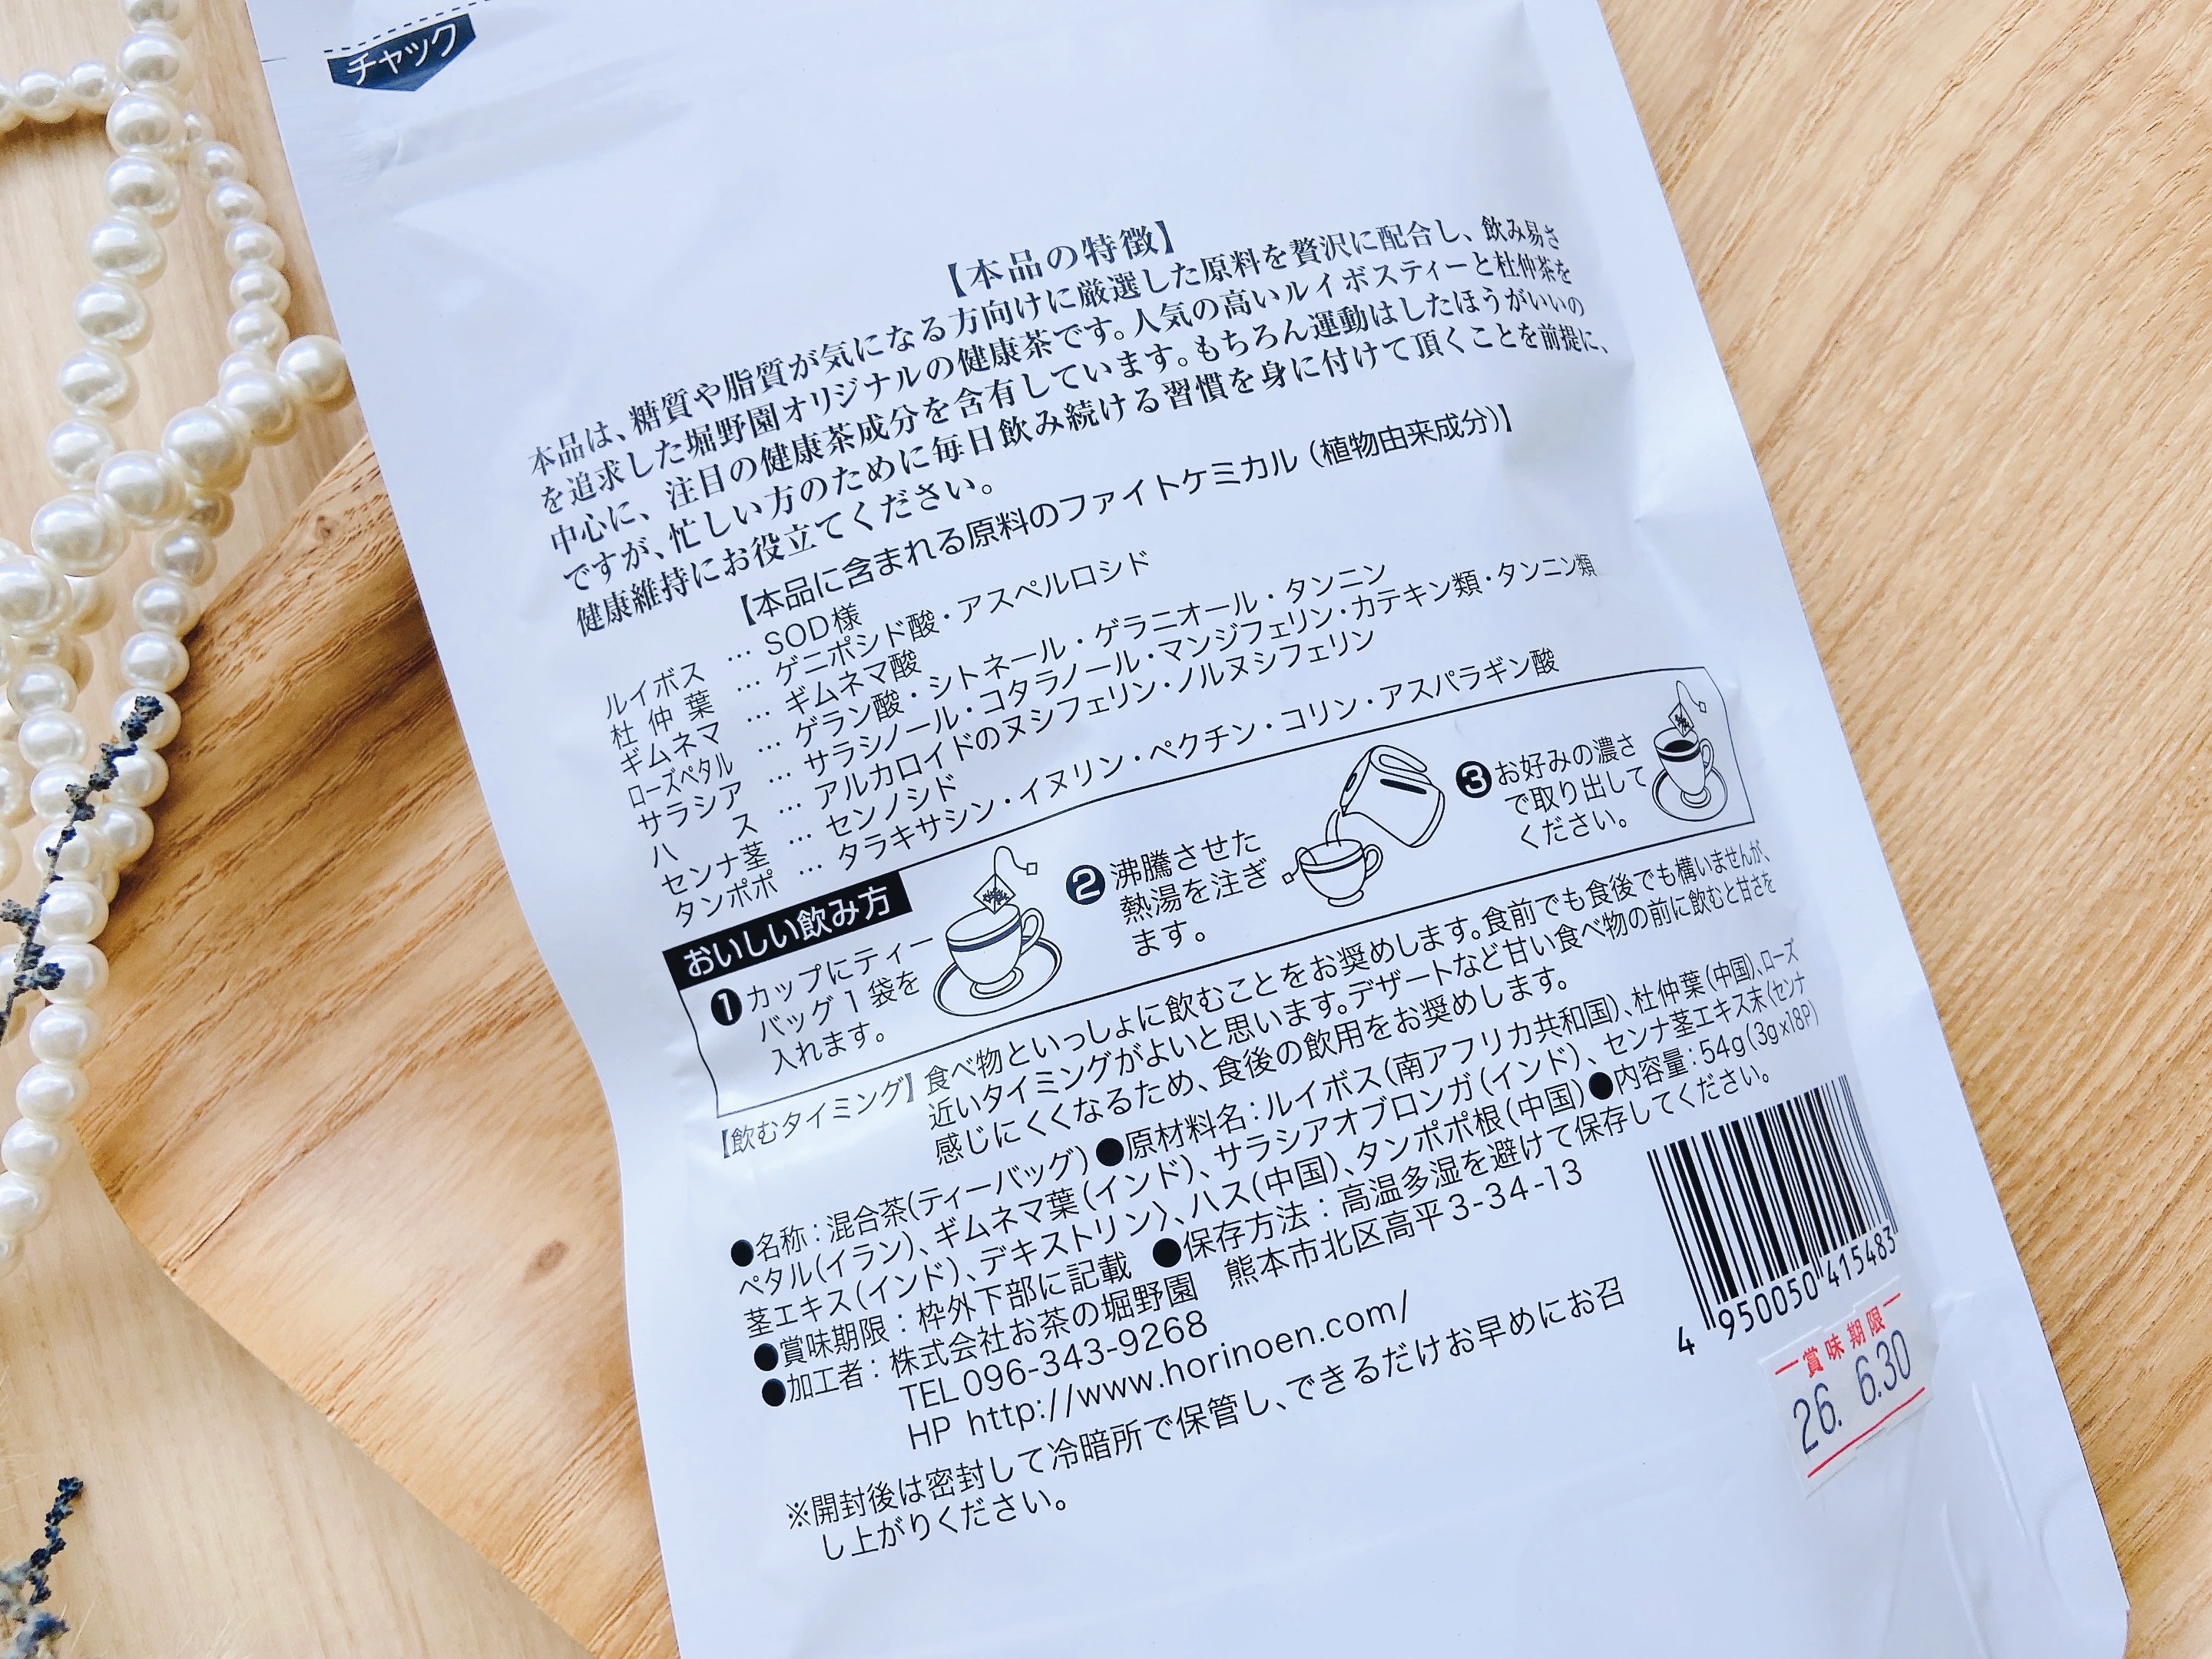 チャック
【本品の特徴】
本品は、糖質や脂質が気になる方向けに厳選した原料を贅沢に配合し、飲み易さ
を追求した堀野園オリジナルの健康茶です。人気の高いルイボスティーと杜仲茶を
中心に、注目の健康茶成分を含有しています。もちろん運動はしたほうがいいの
ですが、忙しい方のために毎日飲み続ける習慣を身に付けて頂くことを前提に、
健康維持にお役立てください。
【本品に含まれる原料のファイトケミカル（植物由来成分）】
ルイボス … SOD様
杜仲葉 … ゲニポシド酸・アスペルロシド
ギムネマ … ギムネマ酸
ローズペタル … ゲラン酸・シトネール・ゲラニオール・タンニン
サラシア … サラシノール・コタラノール・マンジフェリン・カテキン類・タンニン類
ハス … アルカロイドのヌシフェリン・ノルヌシフェリン
センナ茎 … センノシド
タンポポ … タラキサシン・イヌリン・ペクチン・コリン・アスパラギン酸
おいしい飲み方
❶カップにティー
バッグ1袋を
入れます。
❷沸騰させた
熱湯を注ぎ
ます。
❸お好みの濃さ
で取り出して
ください。
【飲むタイミング】食べ物といっしょに飲むことをお奨めします。食前でも食後でも構いませんが、
近いタイミングがよいと思います。デザートなど甘い食べ物の前に飲むと甘さを
感じにくくなるため、食後の飲用をお奨めします。
●名称：混合茶（ティーバッグ）●原材料名：ルイボス（南アフリカ共和国）、杜仲葉（中国）、ローズ
ペタル（イラン）、ギムネマ葉（インド）、サラシアオブロンガ（インド）、センナ茎エキス末〈センナ
茎エキス（インド）、デキストリン〉、ハス（中国）、タンポポ根（中国）●内容量：54g（3g×18P）
●賞味期限：枠外下部に記載 ●保存方法：高温多湿を避けて保存してください。
●加工者：株式会社お茶の堀野園 熊本市北区高平3-34-13
TEL 096-343-9268
HP http://www.horinoen.com/
※開封後は密封して冷暗所で保管し、できるだけお早めにお召
し上がりください。
4 950050 415483
賞味期限
26. 6.30